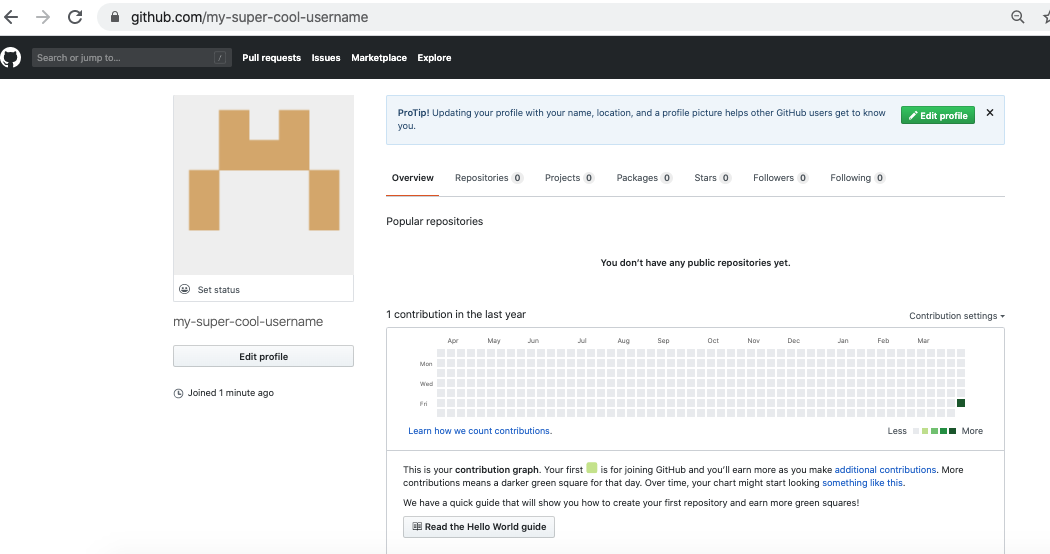 github.com/my-super-cool-username
Search or jump to... /
Pull requests Issues Marketplace Explore
ProTip! Updating your profile with your name, location, and a profile picture helps other GitHub users get to know
you.
Edit profile
Overview Repositories 0 Projects 0 Packages 0 Stars 0 Followers 0 Following 0
Popular repositories
You don't have any public repositories yet.
Set status
my-super-cool-username
Edit profile
Joined 1 minute ago
1 contribution in the last year
Contribution settings
Apr May Jun Jul Aug Sep Oct Nov Dec Jan Feb Mar
Mon
Wed
Fri
Learn how we count contributions.
Less More
This is your contribution graph. Your first is for joining GitHub and you'll earn more as you make additional contributions. More
contributions means a darker green square for that day. Over time, your chart might start looking something like this.
We have a quick guide that will show you how to create your first repository and earn more green squares!
Read the Hello World guide